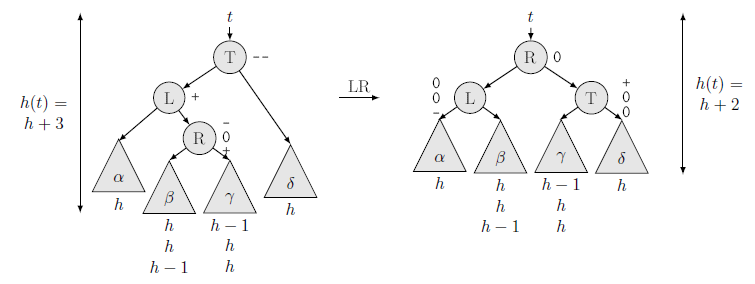 t
T --
h(t) =
h + 3
L +
R
-
0
+
α
β
γ
δ
h
h
h
h - 1
h - 1
h
h
h
LR
t
R 0
0
0
-
L
T
+
0
0
α
β
γ
δ
h
h
h
h - 1
h - 1
h
h
h
h(t) =
h + 2